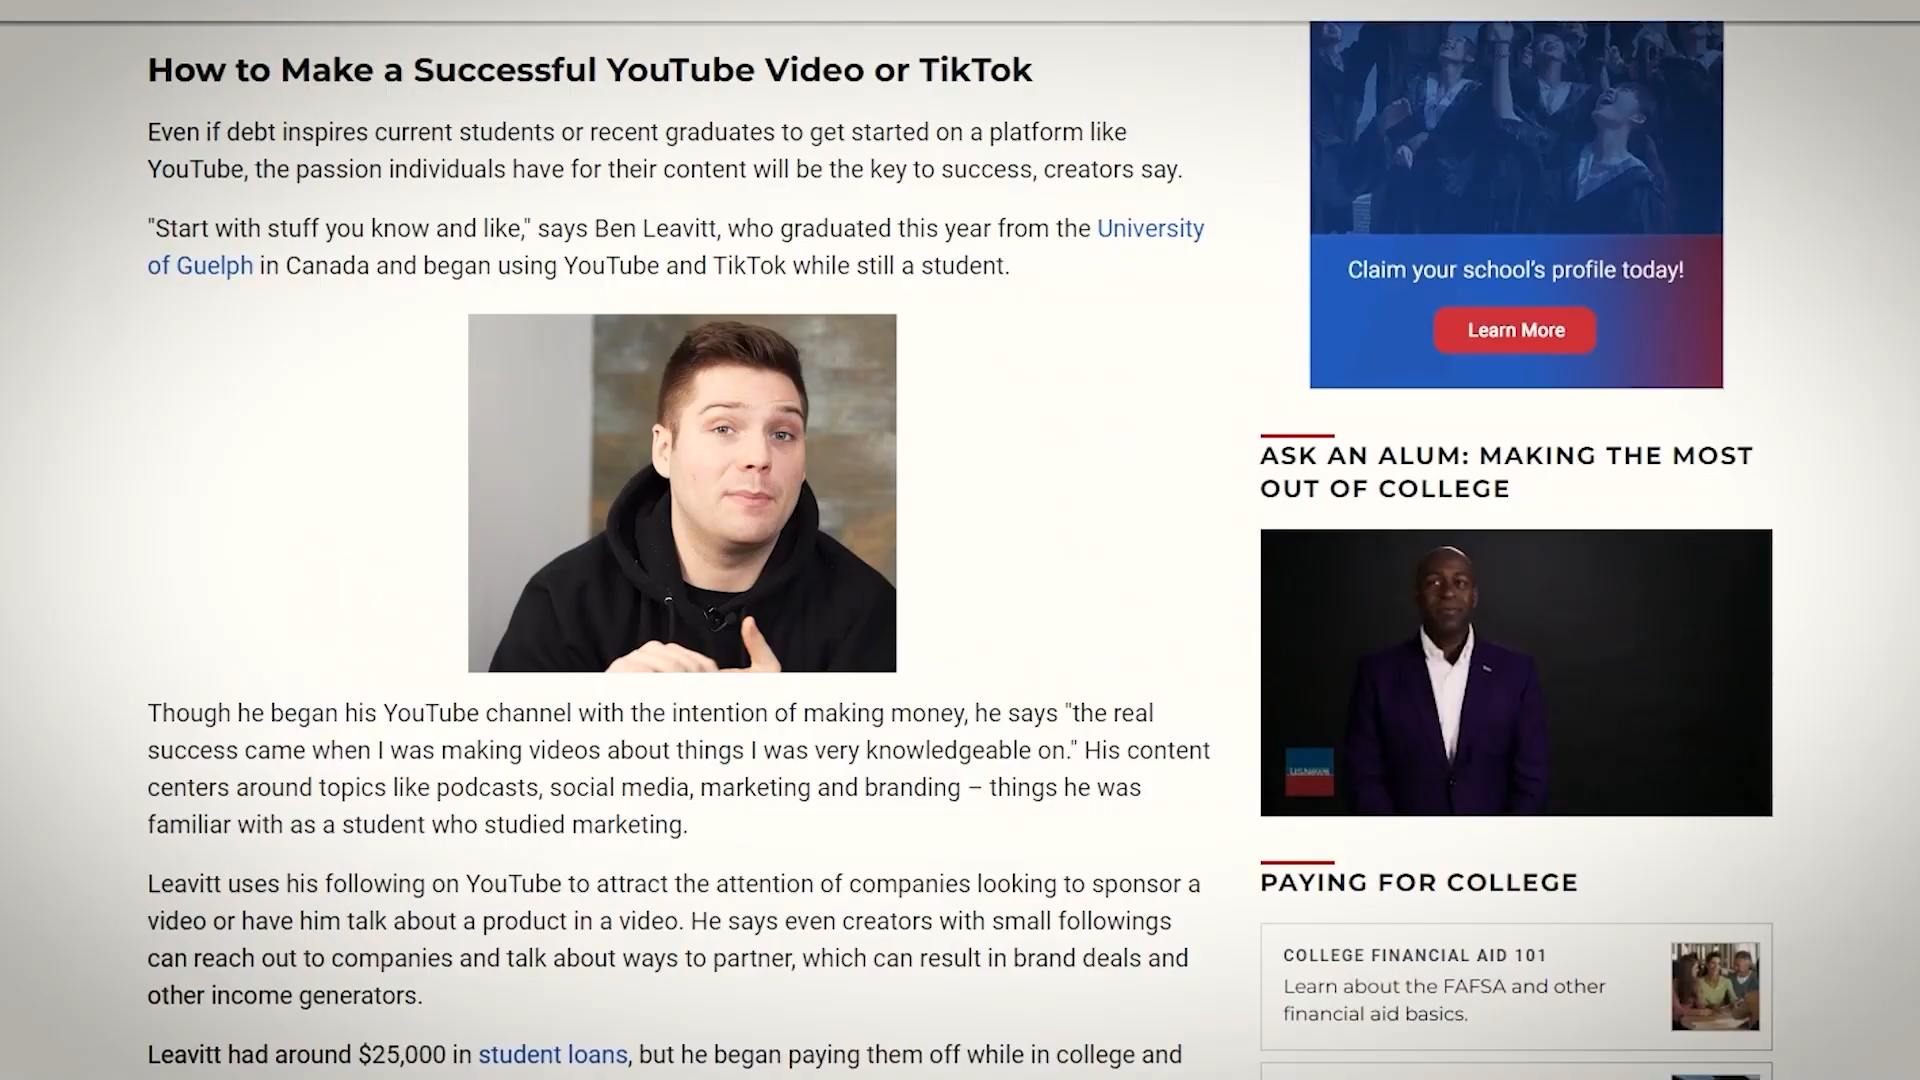 How to Make a Successful YouTube Video or TikTok
Even if debt inspires current students or recent graduates to get started on a platform like
YouTube, the passion individuals have for their content will be the key to success, creators say.
"Start with stuff you know and like," says Ben Leavitt, who graduated this year from the University
of Guelph in Canada and began using YouTube and TikTok while still a student.
Though he began his YouTube channel with the intention of making money, he says "the real
success came when I was making videos about things I was very knowledgeable on." His content
centers around topics like podcasts, social media, marketing and branding – things he was
familiar with as a student who studied marketing.
Leavitt uses his following on YouTube to attract the attention of companies looking to sponsor a
video or have him talk about a product in a video. He says even creators with small followings
can reach out to companies and talk about ways to partner, which can result in brand deals and
other income generators.
Leavitt had around $25,000 in student loans, but he began paying them off while in college and
Claim your school's profile today!
Learn More
ASK AN ALUM: MAKING THE MOST
OUT OF COLLEGE
USNEWS
PAYING FOR COLLEGE
COLLEGE FINANCIAL AID 101
Learn about the FAFSA and other
financial aid basics.